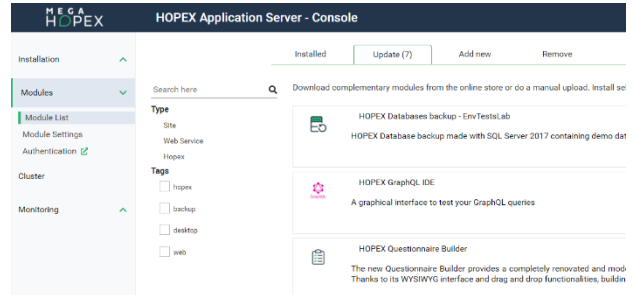 MEGA
HOPEX
HOPEX Application Server - Console
Installation
Modules
Module List
Module Settings
Authentication
Cluster
Monitoring
Search here
Type
Site
Web Service
Hopex
Tags
hopex
backup
desktop
web
Installed
Update (7)
Add new
Remove
Download complementary modules from the online store or do a manual upload. Install sel
HOPEX Databases backup - EnvTestsLab
HOPEX Database backup made with SQL Server 2017 containing demo dat
HOPEX GraphQL IDE
A graphical interface to test your GraphQL queries
HOPEX Questionnaire Builder
The new Questionnaire Builder provides a completely renovated and mode
Thanks to its WYSIWYG interface and drag and drop functionalities, buildin